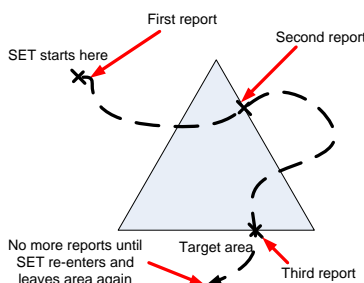 First report
SET starts here
Second report
No more reports until
SET re-enters and
leaves area again
Target area
Third report